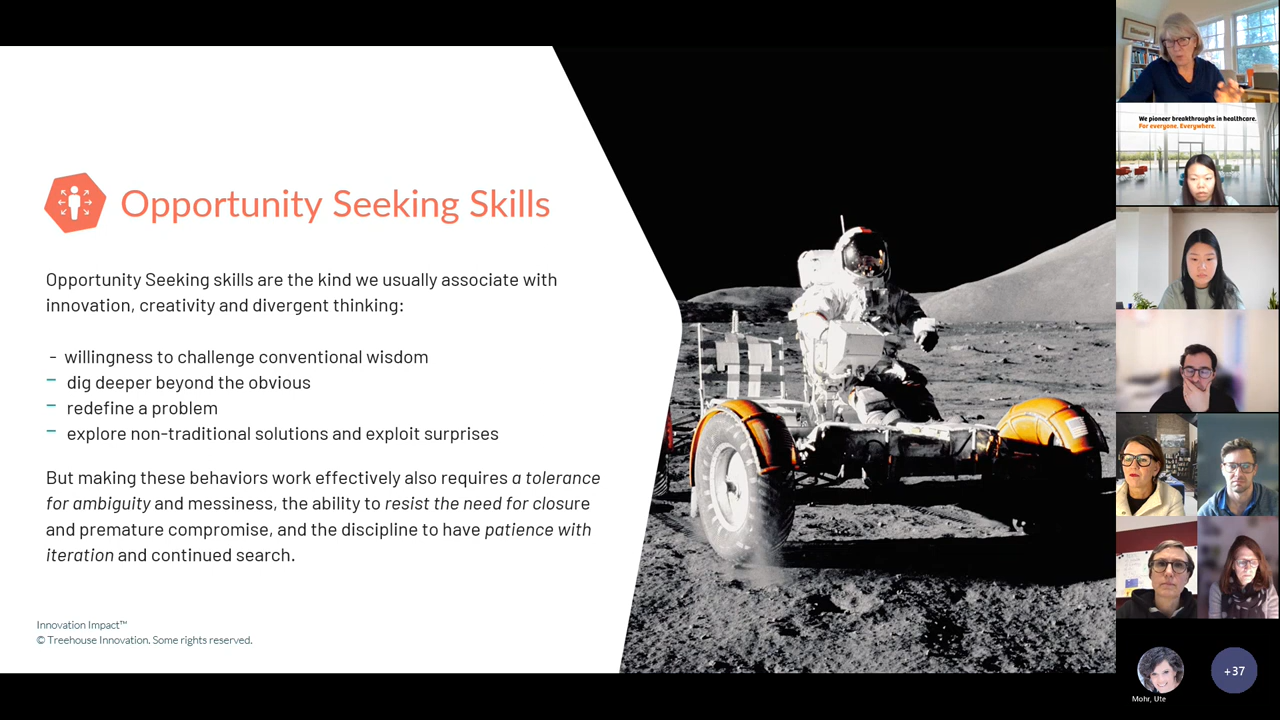 Opportunity Seeking Skills
Opportunity Seeking skills are the kind we usually associate with
innovation, creativity and divergent thinking:
- willingness to challenge conventional wisdom
– dig deeper beyond the obvious
– redefine a problem
– explore non-traditional solutions and exploit surprises
But making these behaviors work effectively also requires a tolerance
for ambiguity and messiness, the ability to resist the need for closure
and premature compromise, and the discipline to have patience with
iteration and continued search.
Innovation Impact™
© Treehouse Innovation. Some rights reserved.
We pioneer breakthroughs in healthcare.
For everyone. Everywhere.
Mohr, Ute
+37